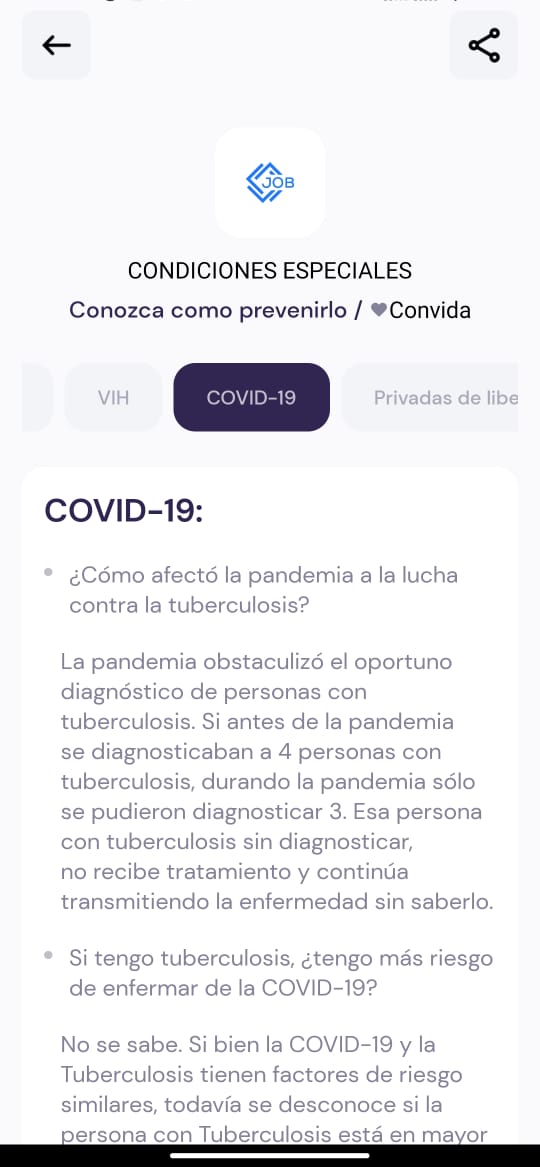 JOB
CONDICIONES ESPECIALES
Conozca como prevenirlo / Convida
VIH
COVID-19
Privadas de libe
COVID-19:
• ¿Cómo afectó la pandemia a la lucha
contra la tuberculosis?
La pandemia obstaculizó el oportuno
diagnóstico de personas con
tuberculosis. Si antes de la pandemia
se diagnosticaban a 4 personas con
tuberculosis, durando la pandemia sólo
se pudieron diagnosticar 3. Esa persona
con tuberculosis sin diagnosticar,
no recibe tratamiento y continúa
transmitiendo la enfermedad sin saberlo.
• Si tengo tuberculosis, ¿tengo más riesgo
de enfermar de la COVID-19?
No se sabe. Si bien la COVID-19 y la
Tuberculosis tienen factores de riesgo
similares, todavía se desconoce si la
persona con Tuberculosis está en mayor